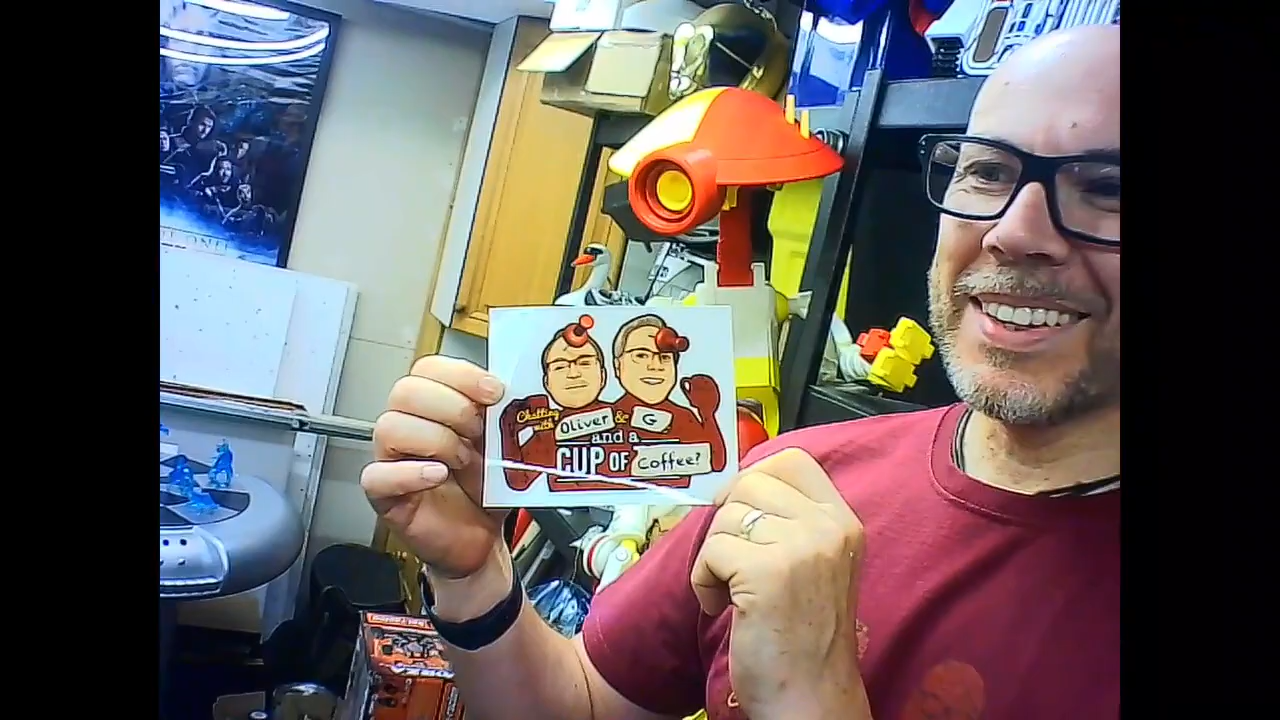 Chatting
with
Oliver & G
and a
CUP OF Coffee?